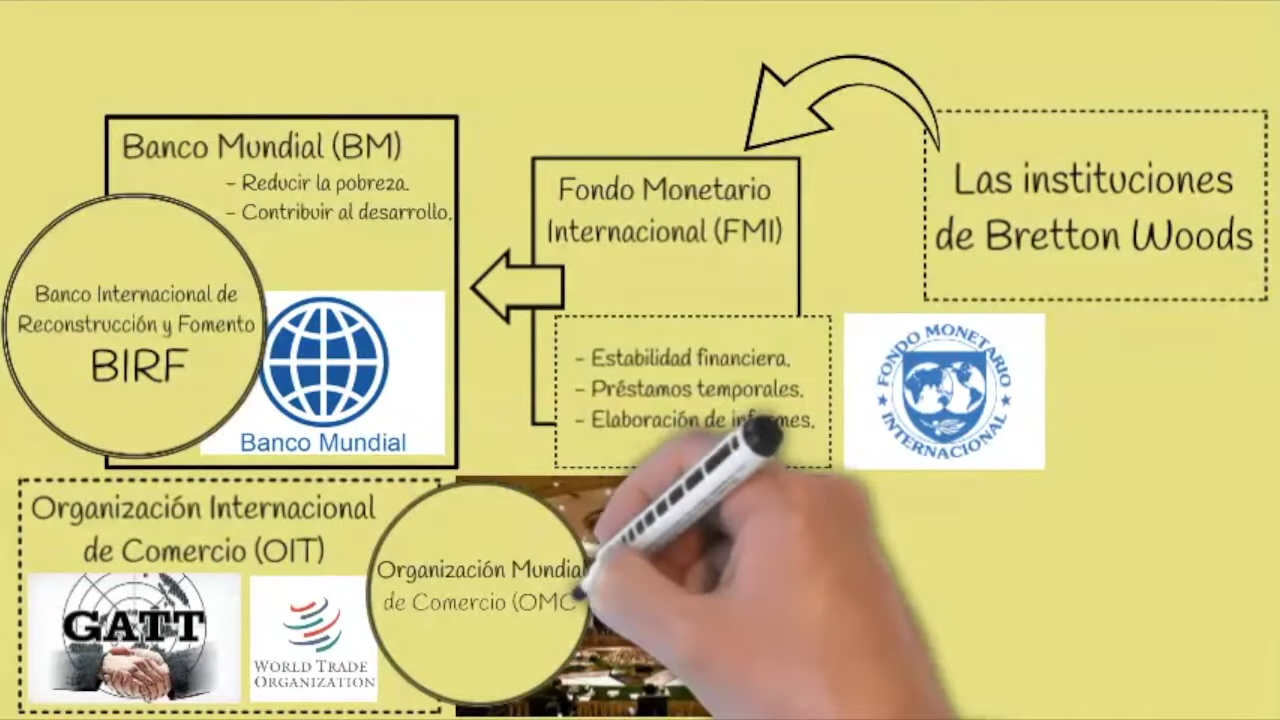 Las instituciones
de Bretton Woods
Fondo Monetario
Internacional (FMI)
- Estabilidad financiera.
- Préstamos temporales.
- Elaboración de informes.
FONDO MONETARIO
INTERNACIONAL
Banco Mundial (BM)
- Reducir la pobreza.
- Contribuir al desarrollo.
Banco Internacional de
Reconstrucción y Fomento
BIRF
Banco Mundial
Organización Internacional
de Comercio (OIT)
GATT
WORLD TRADE
ORGANIZATION
Organización Mundial
de Comercio (OMC